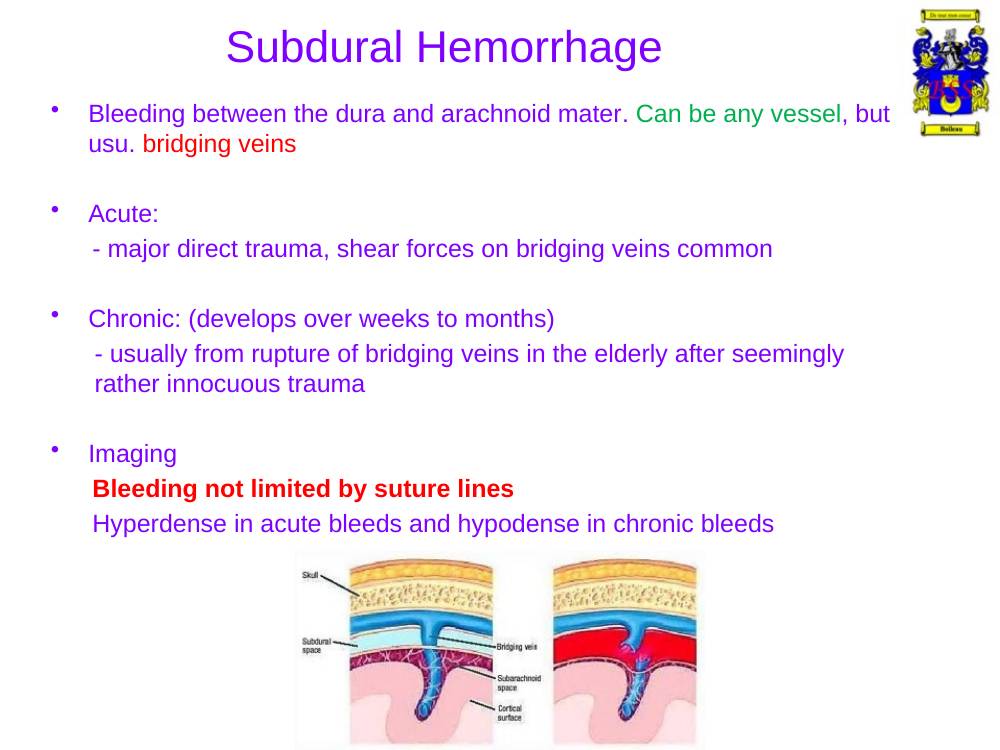 Subdural Hemorrhage
• Bleeding between the dura and arachnoid mater. Can be any vessel, but
usu. bridging veins
• Acute:
- major direct trauma, shear forces on bridging veins common
• Chronic: (develops over weeks to months)
- usually from rupture of bridging veins in the elderly after seemingly
rather innocuous trauma
• Imaging
Bleeding not limited by suture lines
Hyperdense in acute bleeds and hypodense in chronic bleeds
Skull
Subdural
space
Bridging vein
Subarachnoid
space
Cortical
surface
Boileau